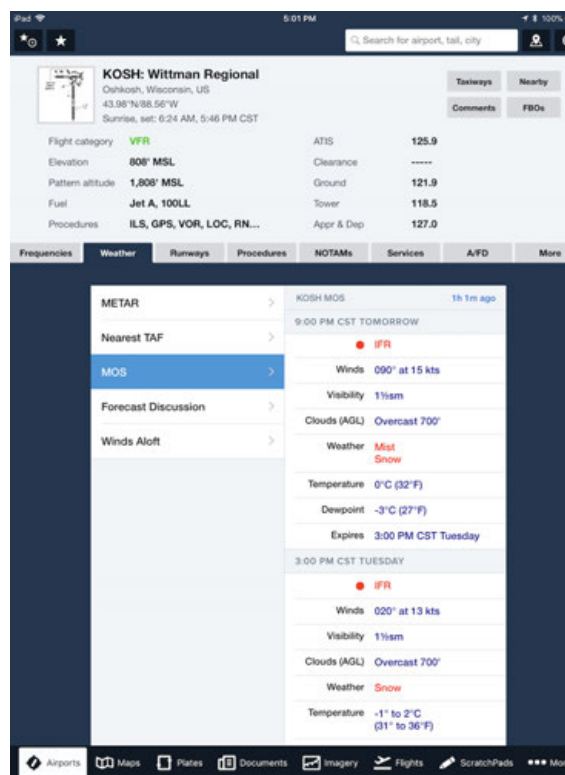 iPad
5:01 PM
100%
Search for airport, tail, city
KOSH: Wittman Regional
Oshkosh, Wisconsin, US
43.98°N/88.56°W
Sunrise, set: 6:24 AM, 5:46 PM CST
Taxiways
Nearby
Comments
FBOs
Flight category VFR
ATIS 125.9
Elevation 808' MSL
Clearance -----
Pattern altitude 1,808' MSL
Ground 121.9
Fuel Jet A, 100LL
Tower 118.5
Procedures ILS, GPS, VOR, LOC, RN...
Appr & Dep 127.0
Frequencies Weather Runways Procedures NOTAMs Services A/FD More
METAR
Nearest TAF
MOS
Forecast Discussion
Winds Aloft
KOSH MOS 1h 1m ago
9:00 PM CST TOMORROW
IFR
Winds 090° at 15 kts
Visibility 1½sm
Clouds (AGL) Overcast 700'
Weather Mist
Snow
Temperature 0°C (32°F)
Dewpoint -3°C (27°F)
Expires 3:00 PM CST Tuesday
3:00 PM CST TUESDAY
IFR
Winds 020° at 13 kts
Visibility 1½sm
Clouds (AGL) Overcast 700'
Weather Snow
Temperature -1° to 2°C
(31° to 36°F)
Airports Maps Plates Documents Imagery Flights ScratchPads Mo